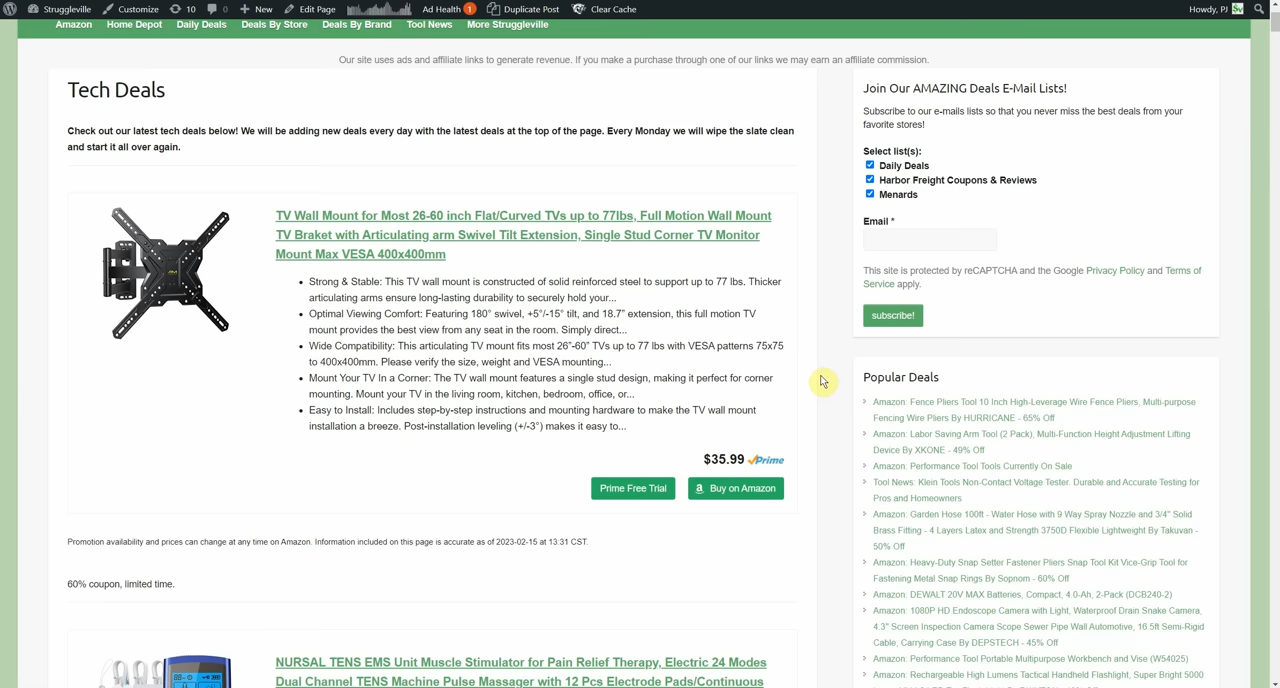 Struggleville Customize 10 0 New Edit Page Ad Health 1 Duplicate Post Clear Cache Howdy, PJ
Amazon Home Depot Daily Deals Deals By Store Deals By Brand Tool News More Struggleville
Our site uses ads and affiliate links to generate revenue. If you make a purchase through one of our links we may earn an affiliate commission.
Tech Deals
Check out our latest tech deals below! We will be adding new deals every day with the latest deals at the top of the page. Every Monday we will wipe the slate clean
and start it all over again.
TV Wall Mount for Most 26-60 inch Flat/Curved TVs up to 77lbs, Full Motion Wall Mount
TV Braket with Articulating arm Swivel Tilt Extension, Single Stud Corner TV Monitor
Mount Max VESA 400x400mm
Strong & Stable: This TV wall mount is constructed of solid reinforced steel to support up to 77 lbs. Thicker
articulating arms ensure long-lasting durability to securely hold your...
Optimal Viewing Comfort: Featuring 180° swivel, +5°/-15° tilt, and 18.7” extension, this full motion TV
mount provides the best view from any seat in the room. Simply direct...
Wide Compatibility: This articulating TV mount fits most 26”-60” TVs up to 77 lbs with VESA patterns 75x75
to 400x400mm. Please verify the size, weight and VESA mounting...
Mount Your TV In a Corner: The TV wall mount features a single stud design, making it perfect for corner
mounting. Mount your TV in the living room, kitchen, bedroom, office, or...
Easy to Install: Includes step-by-step instructions and mounting hardware to make the TV wall mount
installation a breeze. Post-installation leveling (+/-3°) makes it easy to...
$35.99 Prime
Prime Free Trial Buy on Amazon
Promotion availability and prices can change at any time on Amazon. Information included on this page is accurate as of 2023-02-15 at 13:31 CST.
60% coupon, limited time.
NURSAL TENS EMS Unit Muscle Stimulator for Pain Relief Therapy, Electric 24 Modes
Dual Channel TENS Machine Pulse Massager with 12 Pcs Electrode Pads/Continuous
Join Our AMAZING Deals E-Mail Lists!
Subscribe to our e-mails lists so that you never miss the best deals from your
favorite stores!
Select list(s):
Daily Deals
Harbor Freight Coupons & Reviews
Menards
Email *
This site is protected by reCAPTCHA and the Google Privacy Policy and Terms of
Service apply.
subscribe!
Popular Deals
Amazon: Fence Pliers Tool 10 Inch High-Leverage Wire Fence Pliers, Multi-purpose
Fencing Wire Pliers By HURRICANE - 65% Off
Amazon: Labor Saving Arm Tool (2 Pack), Multi-Function Height Adjustment Lifting
Device By XKONE - 49% Off
Amazon: Performance Tool Tools Currently On Sale
Tool News: Klein Tools Non-Contact Voltage Tester. Durable and Accurate Testing for
Pros and Homeowners
Amazon: Garden Hose 100ft - Water Hose with 9 Way Spray Nozzle and 3/4" Solid
Brass Fitting - 4 Layers Latex and Strength 3750D Flexible Lightweight By Takuvan -
50% Off
Amazon: Heavy-Duty Snap Setter Fastener Pliers Snap Tool Kit Vice-Grip Tool for
Fastening Metal Snap Rings By Sopnom - 60% Off
Amazon: DEWALT 20V MAX Batteries, Compact, 4.0-Ah, 2-Pack (DCB240-2)
Amazon: 1080P HD Endoscope Camera with Light, Waterproof Drain Snake Camera,
4.3" Screen Inspection Camera Scope Sewer Pipe Wall Automotive, 16.5ft Semi-Rigid
Cable, Carrying Case By DEPSTECH - 45% Off
Amazon: Performance Tool Portable Multipurpose Workbench and Vise (W54025)
Amazon: Rechargeable High Lumens Tactical Handheld Flashlight, Super Bright 5000